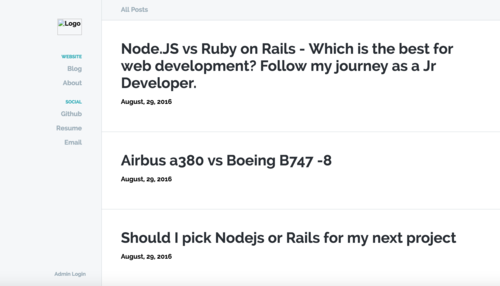 Logo
WEBSITE
Blog
About
SOCIAL
Github
Resume
Email
Admin Login
All Posts
Node.JS vs Ruby on Rails - Which is the best for
web development? Follow my journey as a Jr
Developer.
August, 29, 2016
Airbus a380 vs Boeing B747 -8
August, 29, 2016
Should I pick Nodejs or Rails for my next project
August, 29, 2016